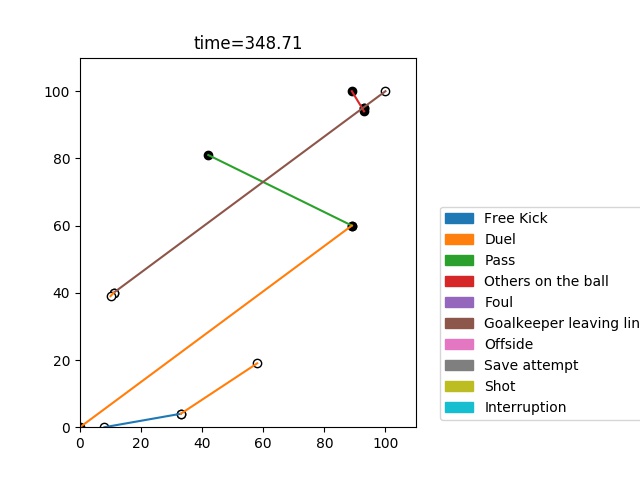 time=348.71
100
80
60
40
20
0
0 20 40 60 80 100
Free Kick
Duel
Pass
Others on the ball
Foul
Goalkeeper leaving lin
Offside
Save attempt
Shot
Interruption